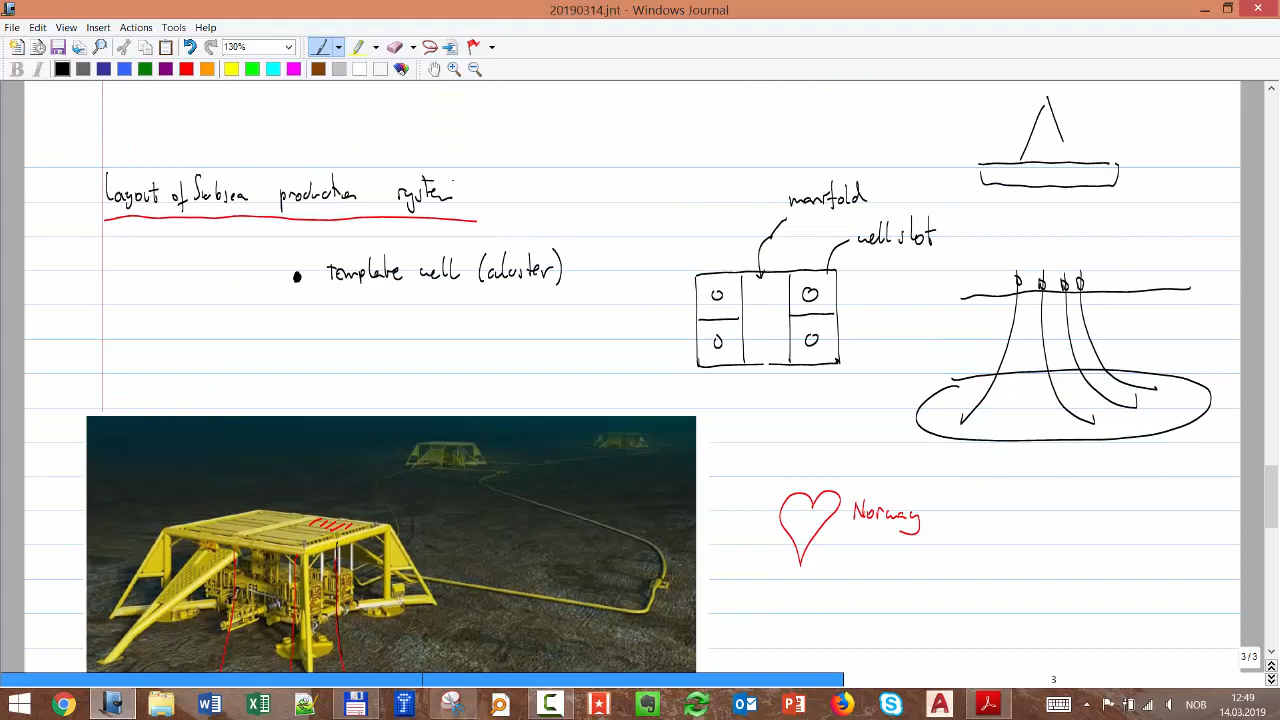 20190314.jnt - Windows Journal
File Edit View Insert Actions Tools Help
130%
B I
Layout of Subsea production system
manifold
well slot
template well (cluster)
Norway
3/3
3
NOR
12:49
14.03.2019